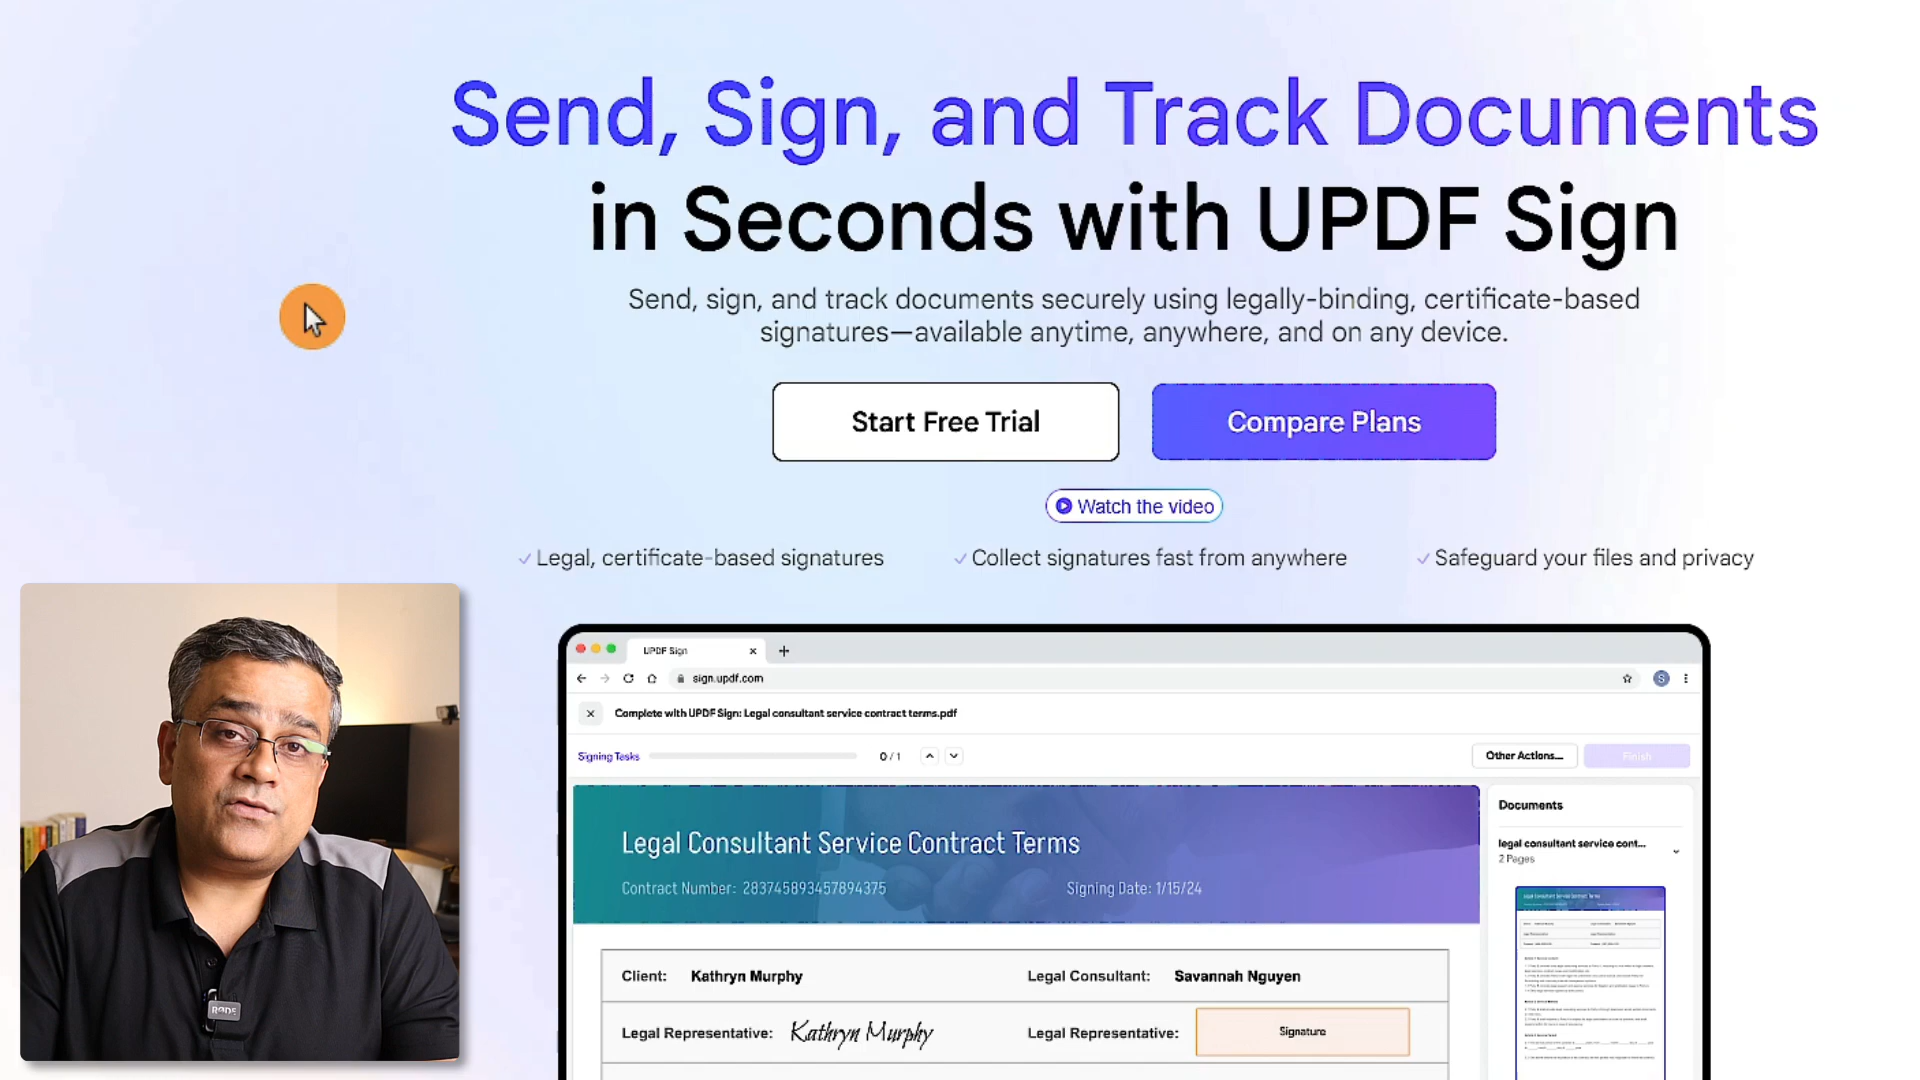 Send, Sign, and Track Documents
in Seconds with UPDF Sign
Send, sign, and track documents securely using legally-binding, certificate-based
signatures—available anytime, anywhere, and on any device.
Start Free Trial
Compare Plans
Watch the video
Legal, certificate-based signatures
Collect signatures fast from anywhere
Safeguard your files and privacy
UPDF Sign
sign.updf.com
S
Complete with UPDF Sign: Legal consultant service contract terms.pdf
Signing Tasks
0 / 1
Other Actions...
Finish
Legal Consultant Service Contract Terms
Contract Number: 283745893457894375
Signing Date: 1/15/24
Documents
legal consultant service cont...
2 Pages
Client: Kathryn Murphy
Legal Consultant: Savannah Nguyen
Legal Representative: Kathryn Murphy
Legal Representative: Signature
RØDE